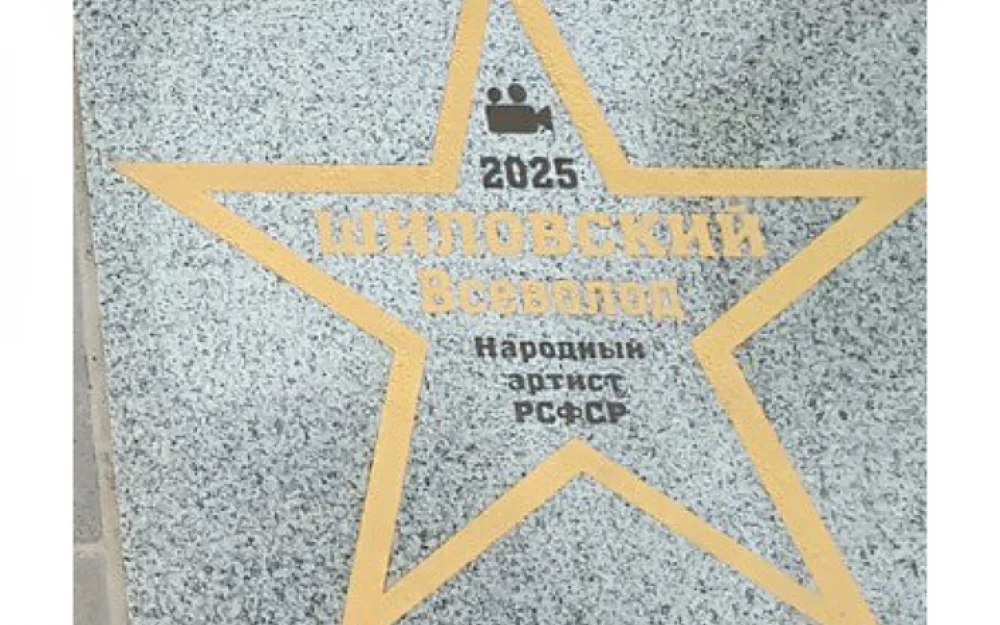 2025
ШИЛОВСКИЙ
Всеволод
Народный
артист
РСФСР